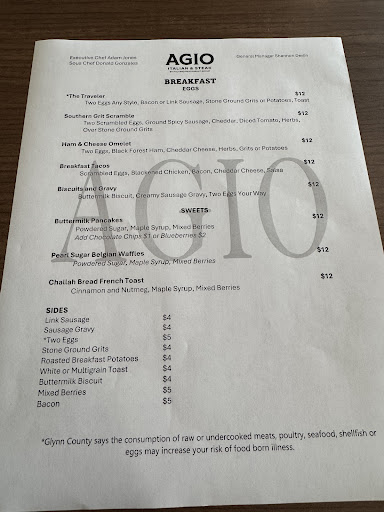 Executive Chef Adam Jones
Sous Chef Donald Gonzales
AGIO
ITALIAN & STEAK
General Manager Shannon
BREAKFAST
EGGS
*The Traveler $12
Two Eggs Any Style, Bacon or Link Sausage, Stone Ground Grits or Potatoes, Toast
Southern Grit Scramble $12
Two Scrambled Eggs, Ground Spicy Sausage, Cheddar, Diced Tomato, Herbs,
Over Stone Ground Grits
Ham & Cheese Omelet $12
Two Eggs, Black Forest Ham, Cheddar Cheese, Herbs, Grits or Potatoes
Breakfast Tacos $12
Scrambled Eggs, Blackened Chicken, Bacon, Cheddar Cheese, Salsa
Biscuits and Gravy $12
Buttermilk Biscuit, Creamy Sausage Gravy, Two Eggs Your Way
SWEETS
Buttermilk Pancakes $12
Powdered Sugar, Maple Syrup, Mixed Berries
Add Chocolate Chips $1 or Blueberries $2
Pearl Sugar Belgian Waffles $12
Powdered Sugar, Maple Syrup, Mixed Berries
Challah Bread French Toast $12
Cinnamon and Nutmeg, Maple Syrup, Mixed Berries
AGIO
SIDES
Link Sausage $4
Sausage Gravy $4
*Two Eggs $5
Stone Ground Grits $4
Roasted Breakfast Potatoes $4
White or Multigrain Toast $4
Buttermilk Biscuit $4
Mixed Berries $5
Bacon $5
*Glynn County says the consumption of raw or undercooked meats, poultry, seafood, shellfish or
eggs may increase your risk of food born illness.